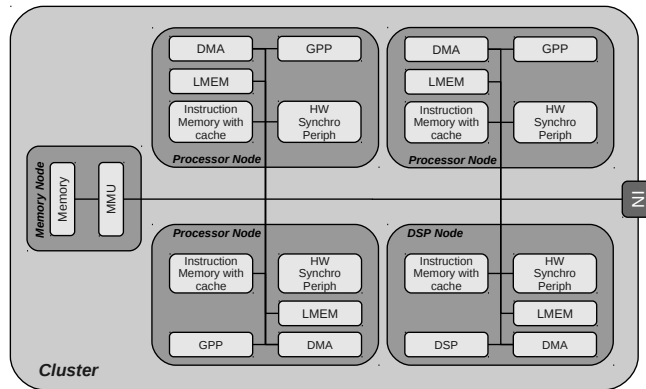 DMA
GPP
LMEM
Instruction
Memory with
cache
HW
Synchro
Periph
Processor Node
DMA
GPP
LMEM
Instruction
Memory with
cache
HW
Synchro
Periph
Processor Node
Memory Node
Memory
MMU
NI
Processor Node
Instruction
Memory with
cache
HW
Synchro
Periph
LMEM
GPP
DMA
DSP Node
Instruction
Memory with
cache
HW
Synchro
Periph
LMEM
DSP
DMA
Cluster